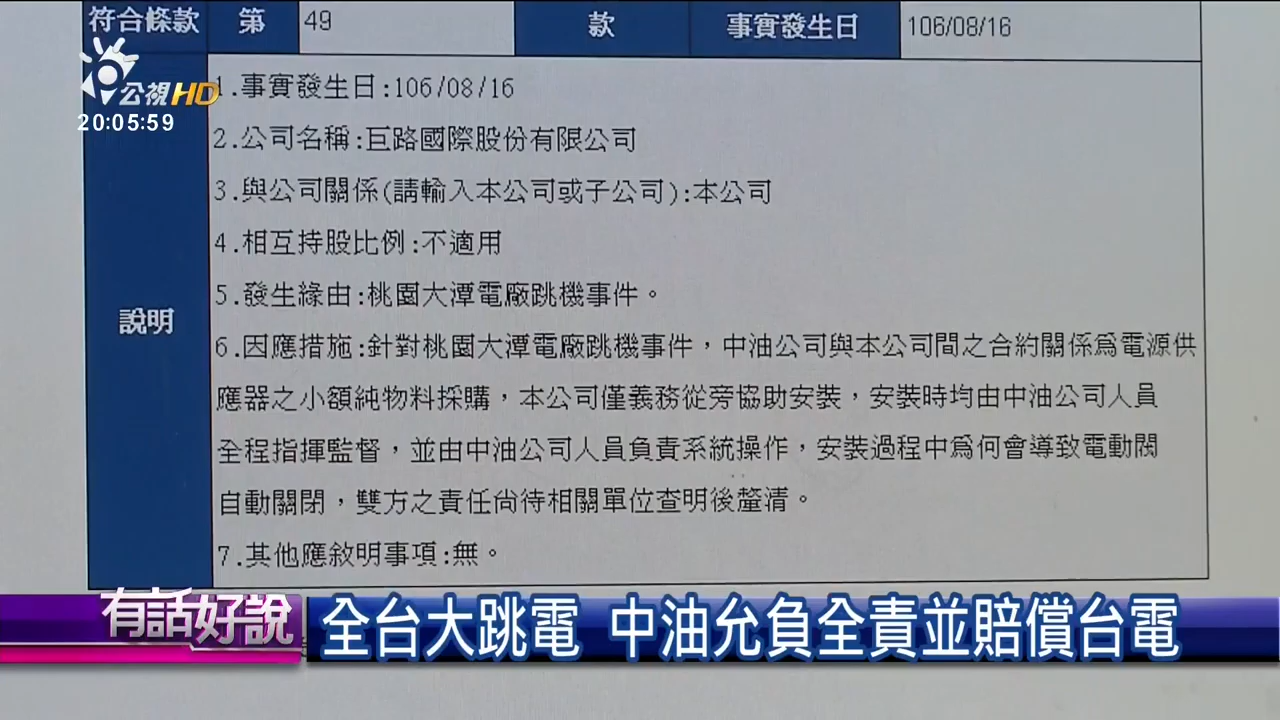 符合條款 第 49 款 事實發生日 106/08/16
公視HD
20:05:59
說明
1.事實發生日:106/08/16
2.公司名稱:巨路國際股份有限公司
3.與公司關係(請輸入本公司或子公司):本公司
4.相互持股比例:不適用
5.發生緣由:桃園大潭電廠跳機事件。
6.因應措施:針對桃園大潭電廠跳機事件，中油公司與本公司間之合約關係為電源供
應器之小額純物料採購，本公司僅義務從旁協助安裝，安裝時均由中油公司人員
全程指揮監督，並由中油公司人員負責系統操作，安裝過程中為何會導致電動閥
自動關閉，雙方之責任尚待相關單位查明後釐清。
7.其他應敘明事項:無。
有話好說
全台大跳電 中油允負全責並賠償台電